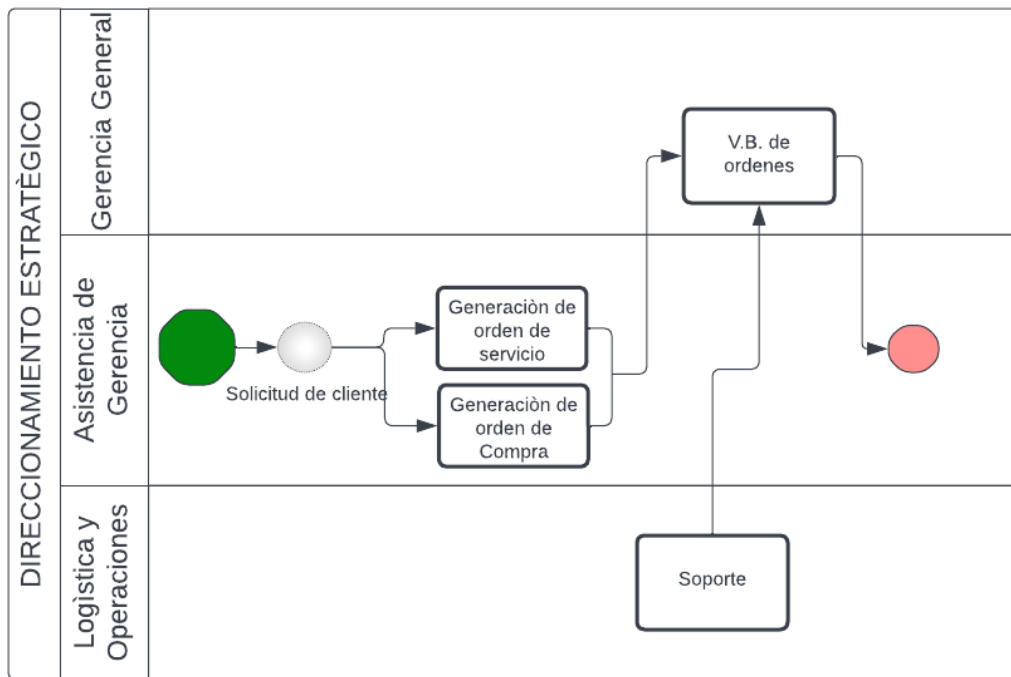 DIRECCIONAMIENTO ESTRATÈGICO
Gerencia General
V.B. de
ordenes
Asistencia de
Gerencia
Solicitud de cliente
Generaciòn de
orden de
servicio
Generaciòn de
orden de
Compra
Logìstica y
Operaciones
Soporte